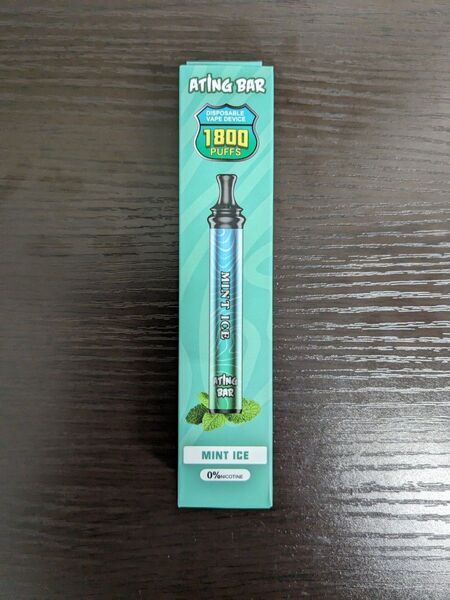 ATING BAR
DISPOSABLE
VAPE DEVICE
1800
PUFFS
MINT ICE
ATING
BAR
MINT ICE
0%NICOTINE